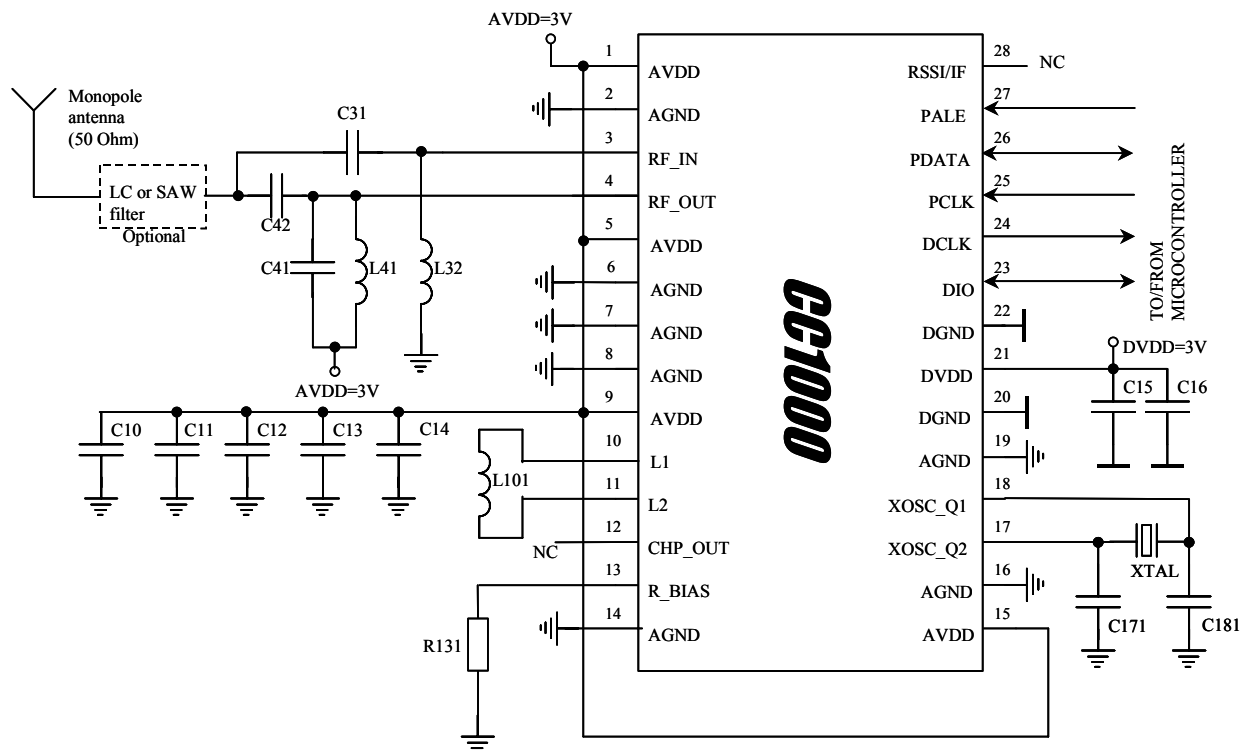 AVDD=3V
Monopole
antenna
(50 Ohm)
LC or SAW
filter
Optional
C31
C42
C41
L41
L32
AVDD=3V
C10
C11
C12
C13
C14
L101
NC
R131
1
AVDD
2
AGND
3
RF_IN
4
RF_OUT
5
AVDD
6
AGND
7
AGND
8
AGND
9
AVDD
10
L1
11
L2
12
CHP_OUT
13
R_BIAS
14
AGND
CC1000
28
RSSI/IF
NC
27
PALE
26
PDATA
25
PCLK
24
DCLK
23
DIO
22
DGND
21
DVDD
20
DGND
19
AGND
18
XOSC_Q1
17
XOSC_Q2
16
AGND
15
AVDD
TO/FROM
MICROCONTROLLER
DVDD=3V
C15
C16
XTAL
C171
C181